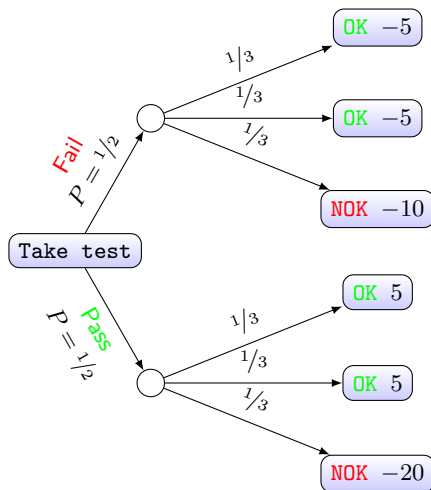 OK −5
1/3
1/3
OK −5
1/3
Fail
P = 1/2
NOK −10
Take test
OK 5
Pass
P = 1/2
1/3
1/3
OK 5
1/3
NOK −20